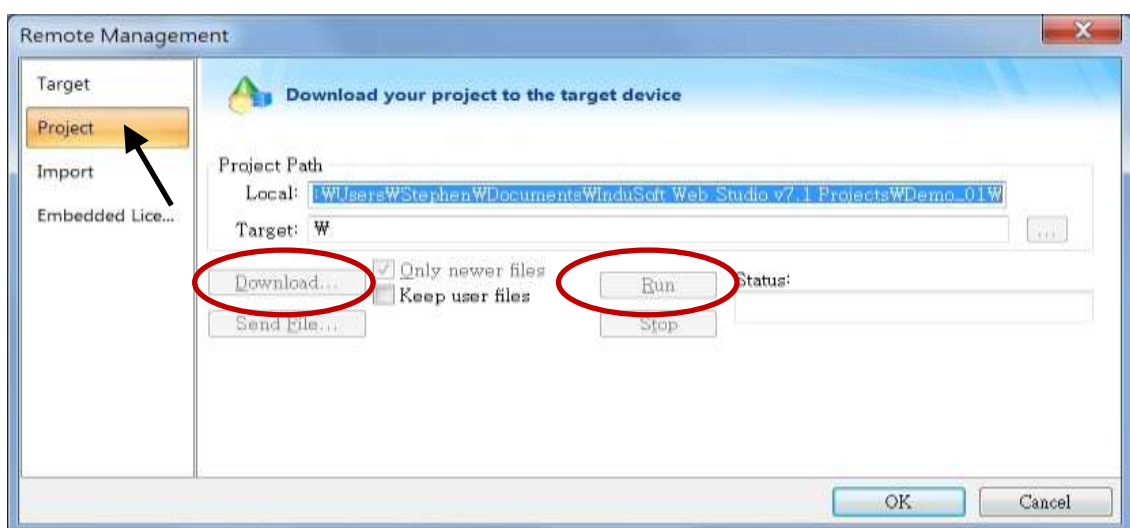 Remote Management
Target
Project
Import
Embedded Lice...
Download your project to the target device
Project Path
Local: :₩Users₩Stephen₩Documents₩InduSoft Web Studio v7.1 Projects₩Demo_01₩
Target: ₩
...
Download...
Only newer files
Keep user files
Run
Status:
Send File...
Stop
OK
Cancel